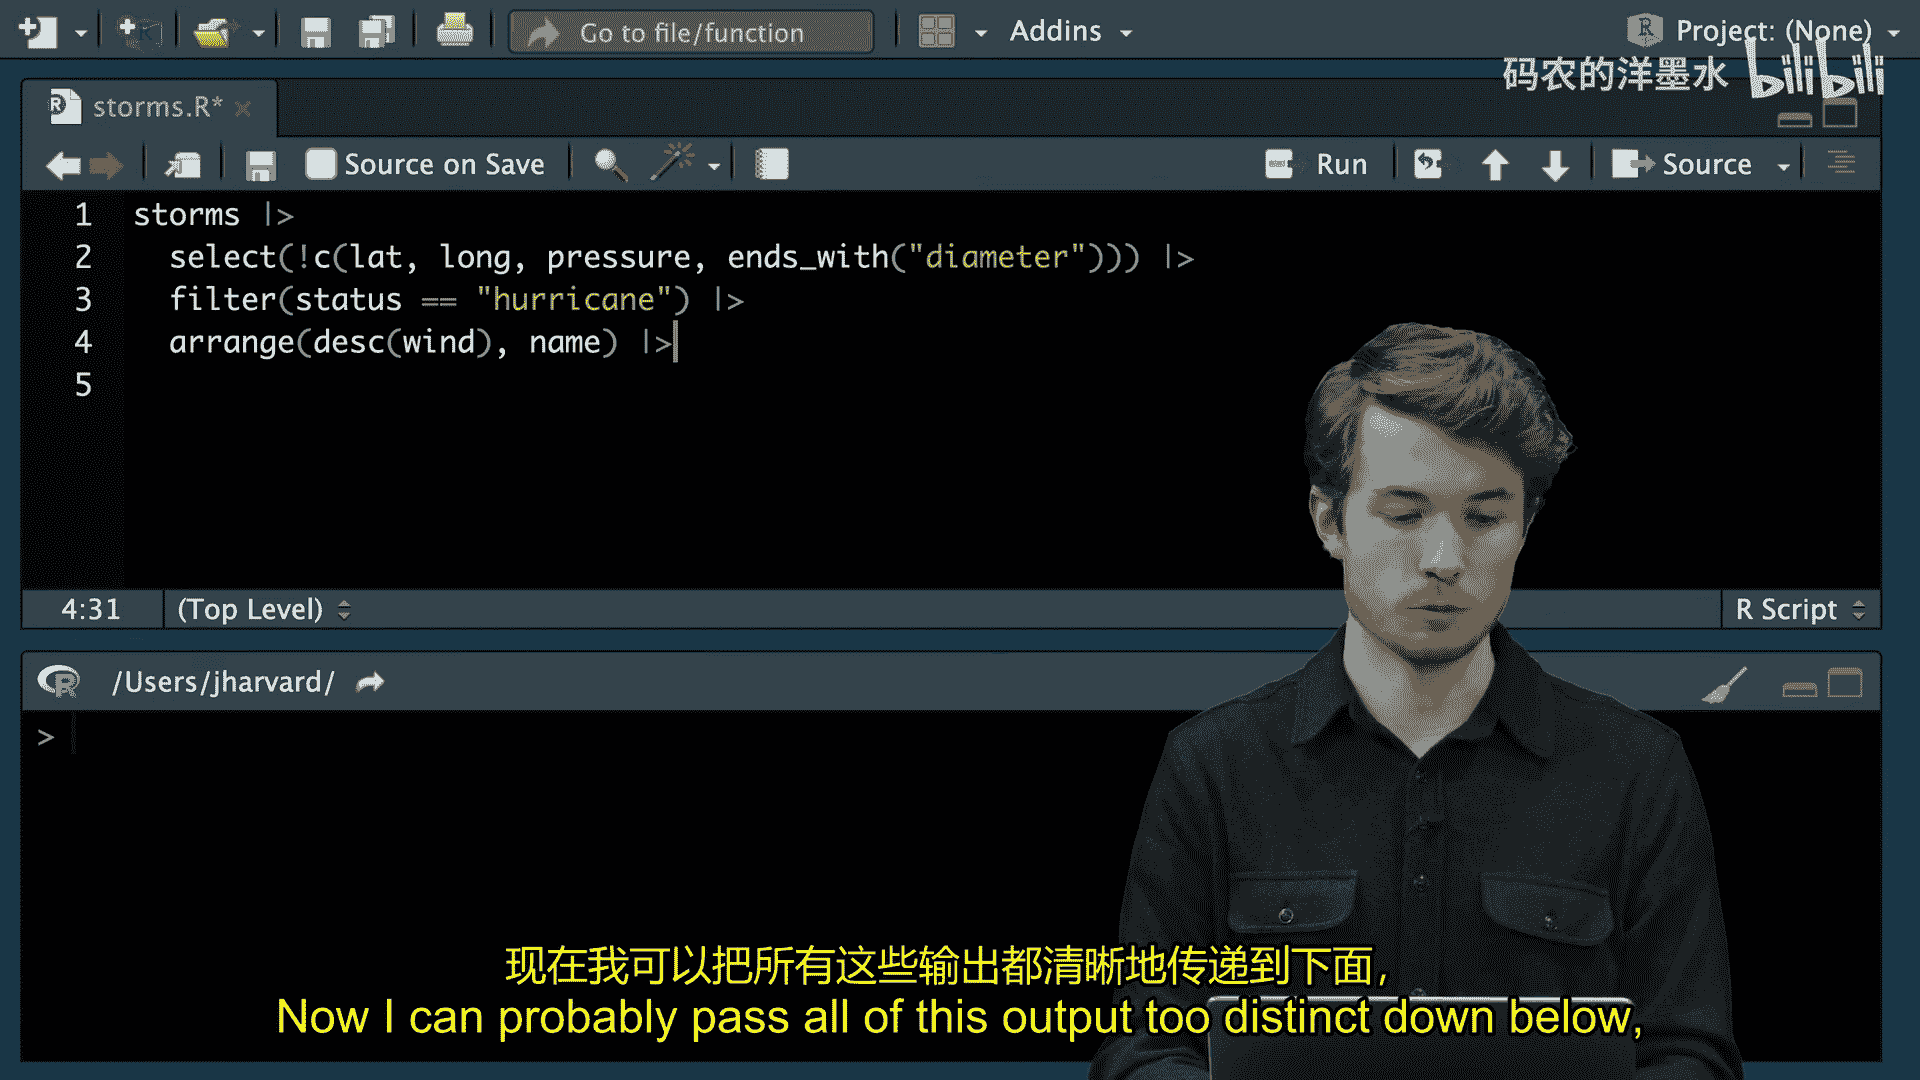 Go to file/function
Addins
Project: (None)
码农的洋墨水 bilibili
storms.R*
Source on Save
Run
Source
1 storms |>
2 select(!c(lat, long, pressure, ends_with("diameter"))) |>
3 filter(status == "hurricane") |>
4 arrange(desc(wind), name) |>
5
4:31 (Top Level) R Script
/Users/jharvard/
>
现在我可以把所有这些输出都清晰地传递到下面，
Now I can probably pass all of this output too distinct down below,